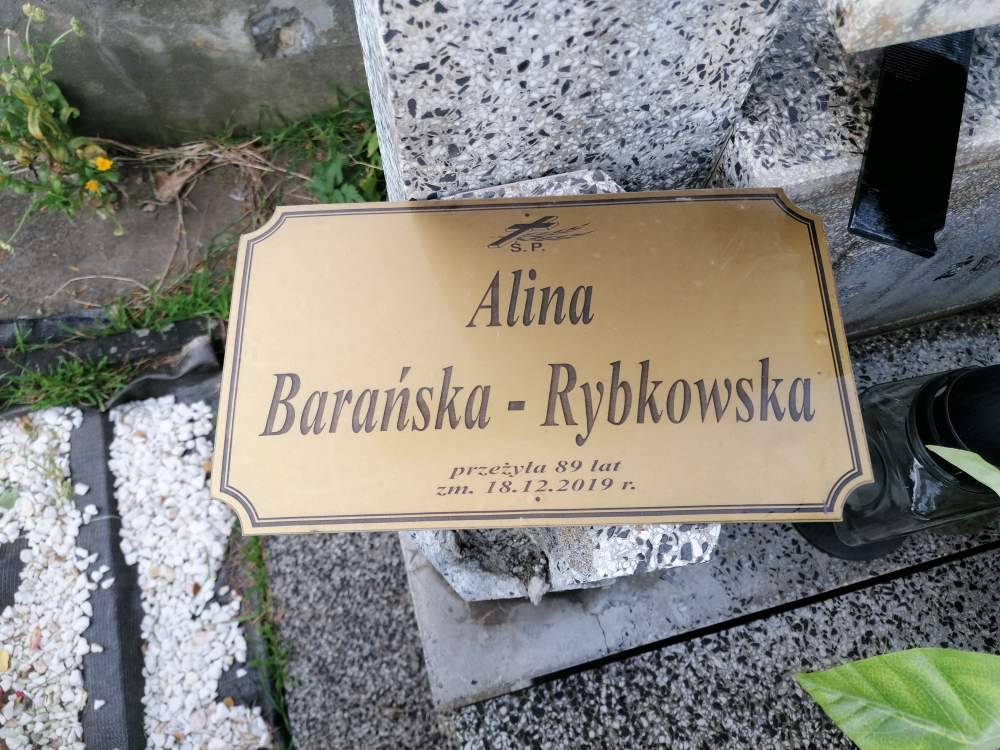 Ś.P.
Alina
Barańska - Rybkowska
przeżyła 89 lat
zm. 18.12.2019 r.